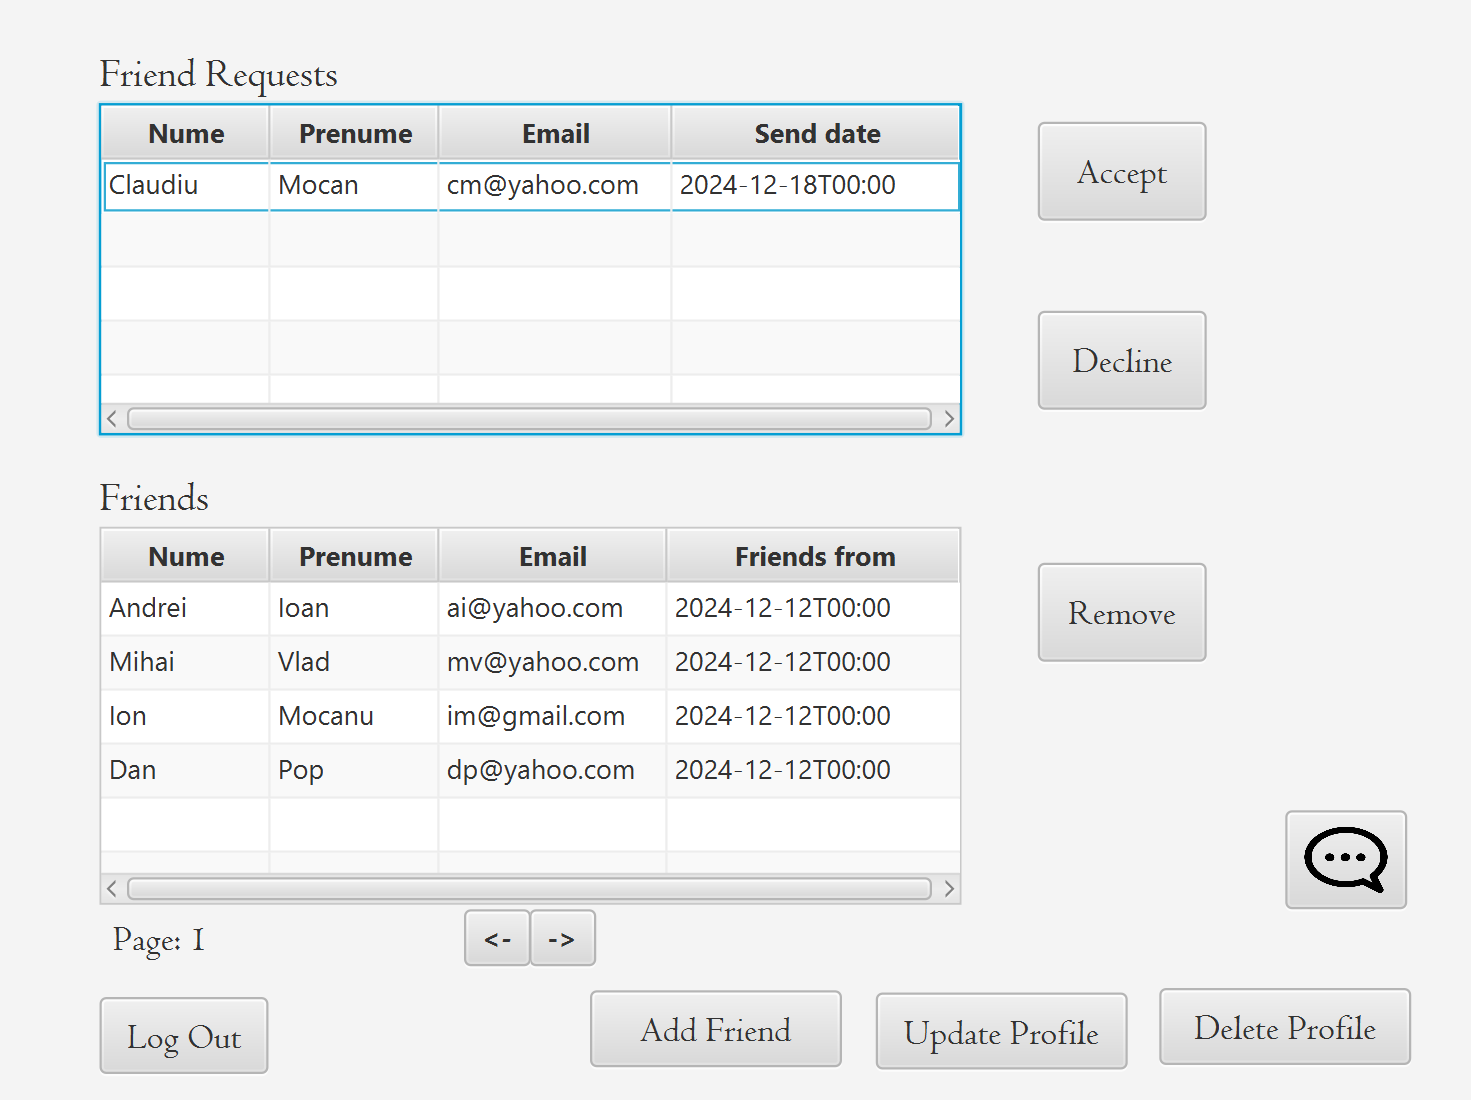 Friend Requests
Nume Prenume Email Send date
Claudiu Mocan cm@yahoo.com 2024-12-18T00:00
Accept
Decline
Friends
Nume Prenume Email Friends from
Andrei Ioan ai@yahoo.com 2024-12-12T00:00
Mihai Vlad mv@yahoo.com 2024-12-12T00:00
Ion Mocanu im@gmail.com 2024-12-12T00:00
Dan Pop dp@yahoo.com 2024-12-12T00:00
Remove
Page: 1 <- ->
Log Out Add Friend Update Profile Delete Profile